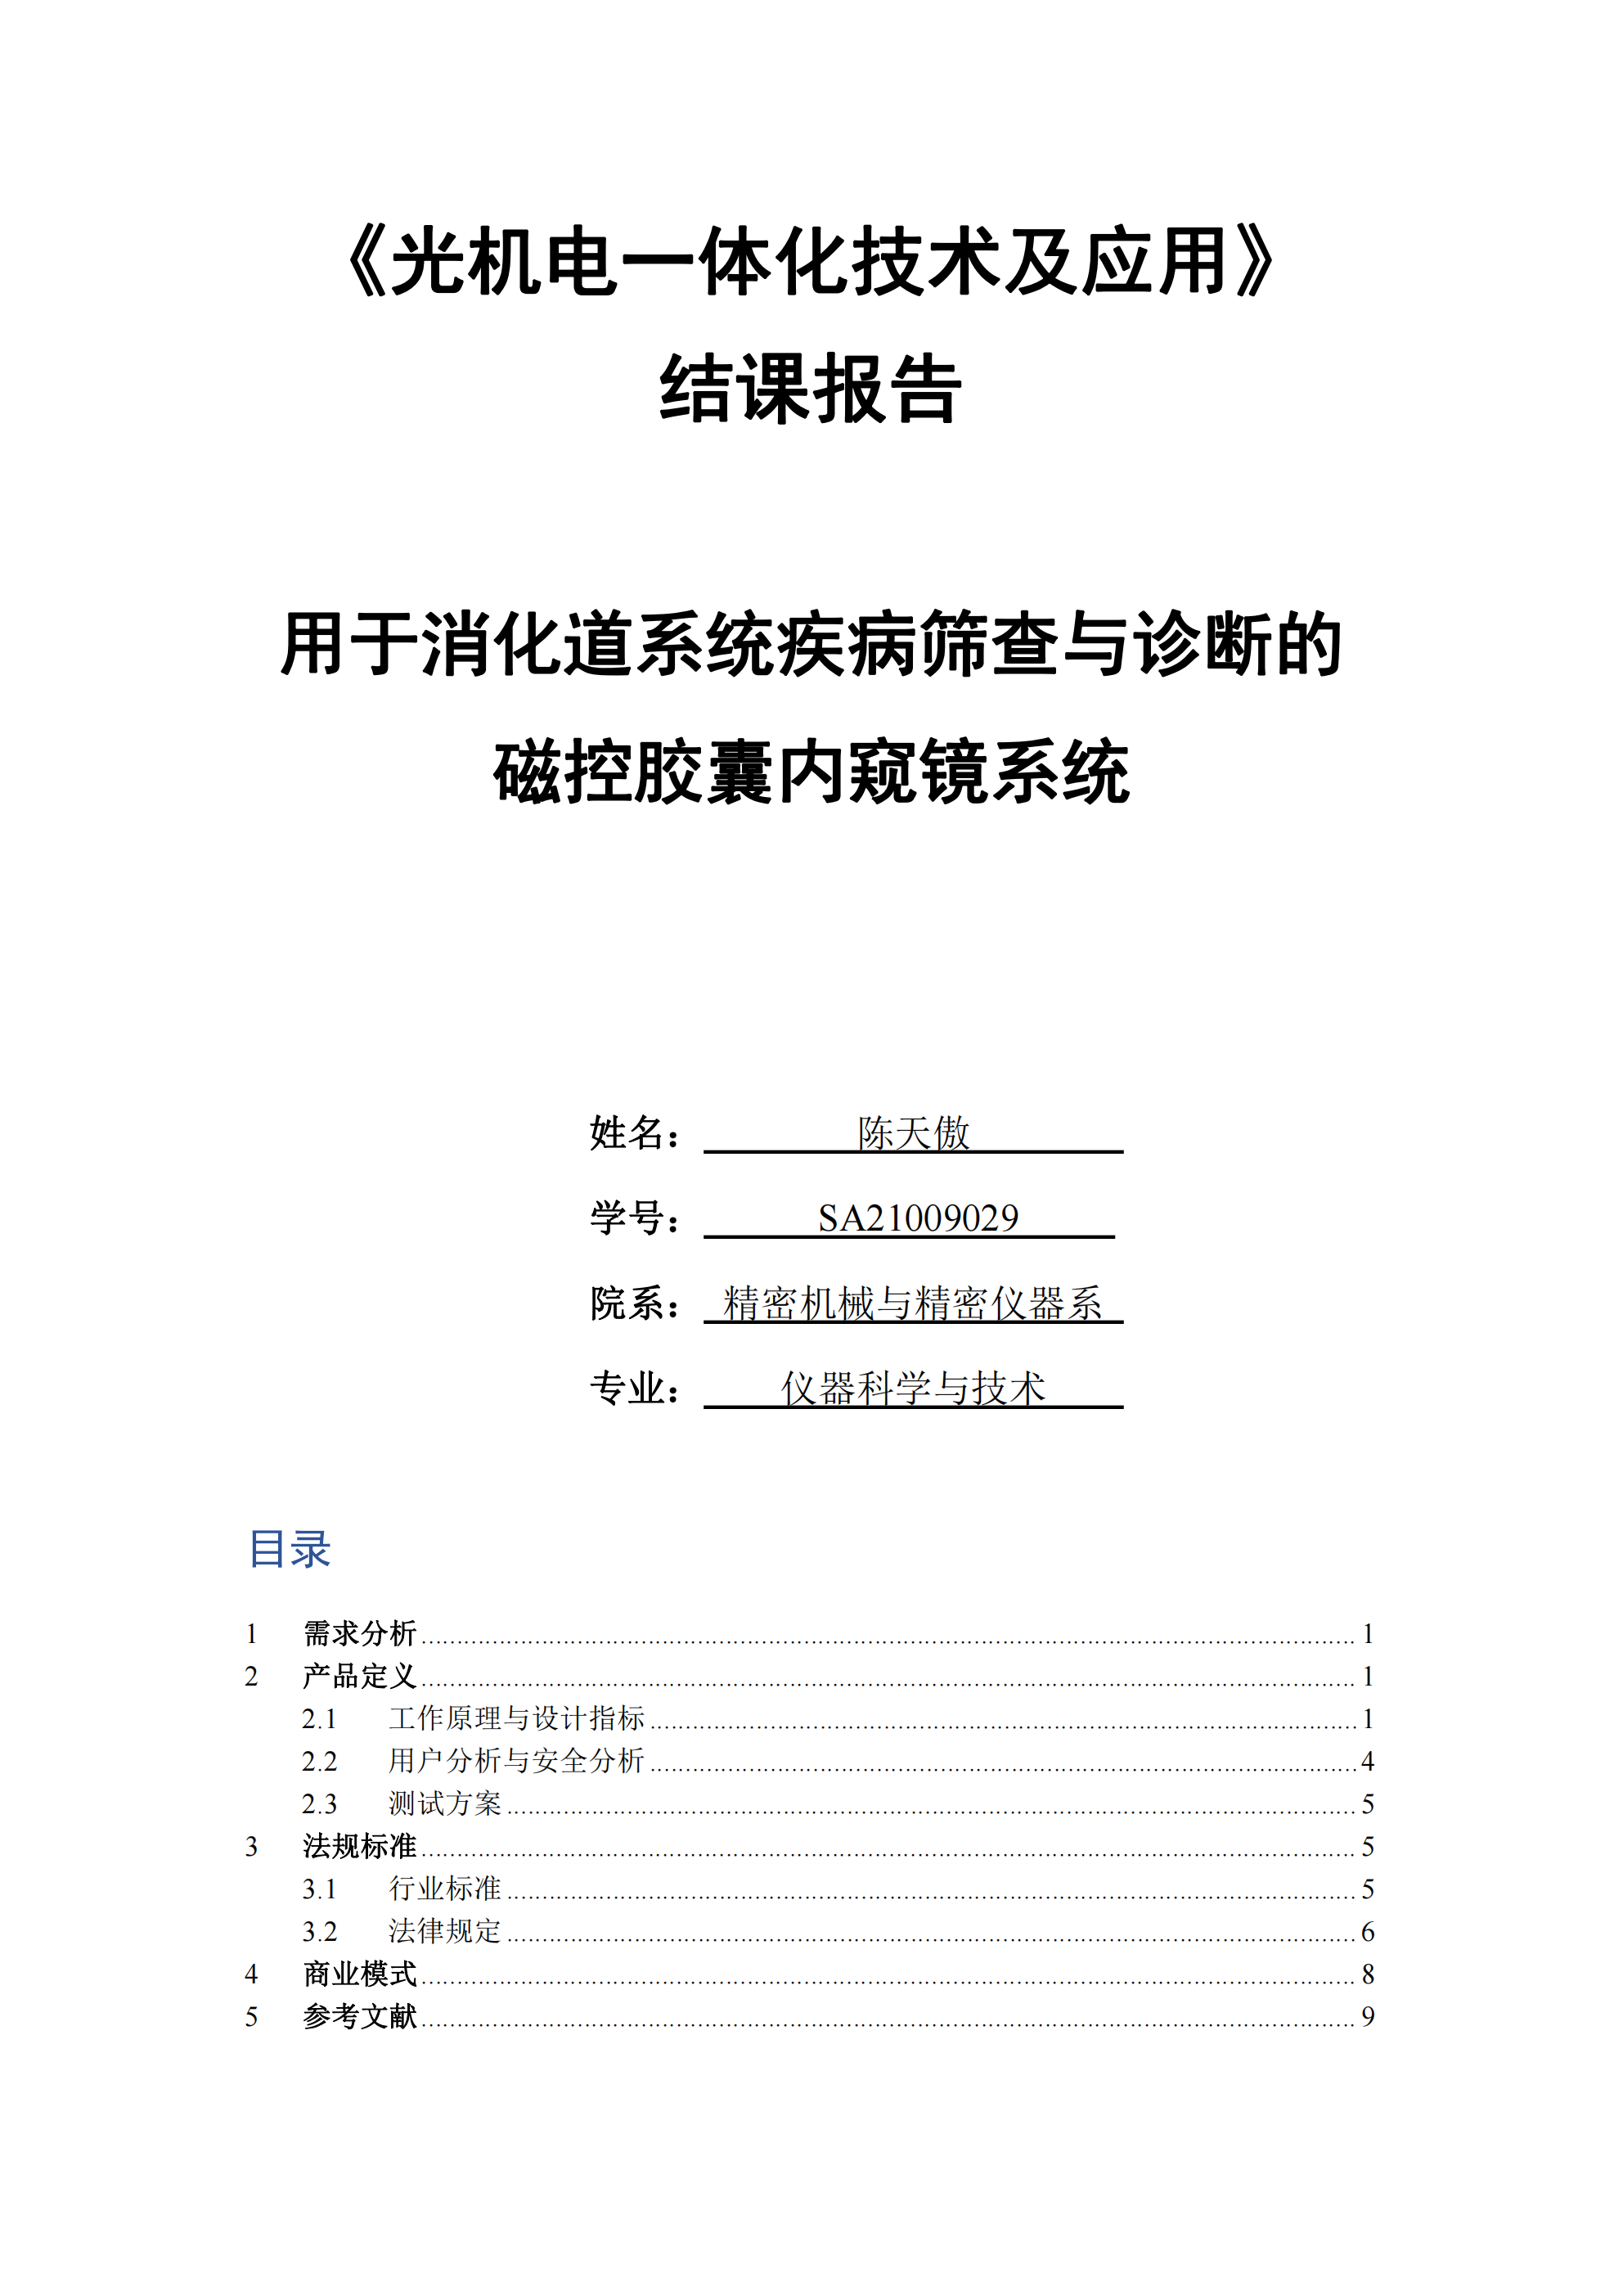 《光机电一体化技术及应用》
结课报告
用于消化道系统疾病筛查与诊断的
磁控胶囊内窥镜系统
姓名： 陈天傲
学号： SA21009029
院系： 精密机械与精密仪器系
专业： 仪器科学与技术
目录
1 需求分析 1
2 产品定义 1
2.1 工作原理与设计指标 1
2.2 用户分析与安全分析 4
2.3 测试方案 5
3 法规标准 5
3.1 行业标准 5
3.2 法律规定 6
4 商业模式 8
5 参考文献 9